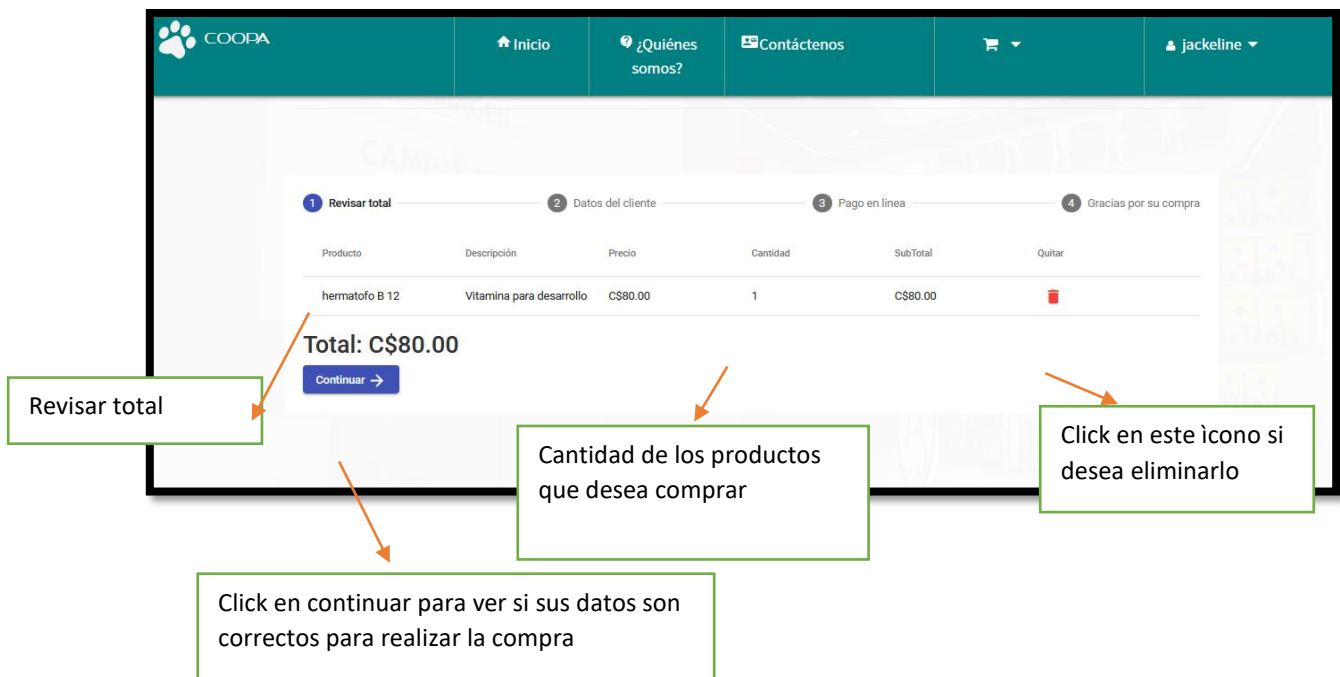 COOPA
Inicio
¿Quiénes
somos?
Contáctenos
jackeline
1 Revisar total
2 Datos del cliente
3 Pago en linea
4 Gracias por su compra
Producto Descripción Precio Cantidad SubTotal Quitar
hermatofo B 12 Vitamina para desarrollo C$80.00 1 C$80.00
Total: C$80.00
Continuar →
Revisar total
Cantidad de los productos
que desea comprar
Click en este ìcono si
desea eliminarlo
Click en continuar para ver si sus datos son
correctos para realizar la compra